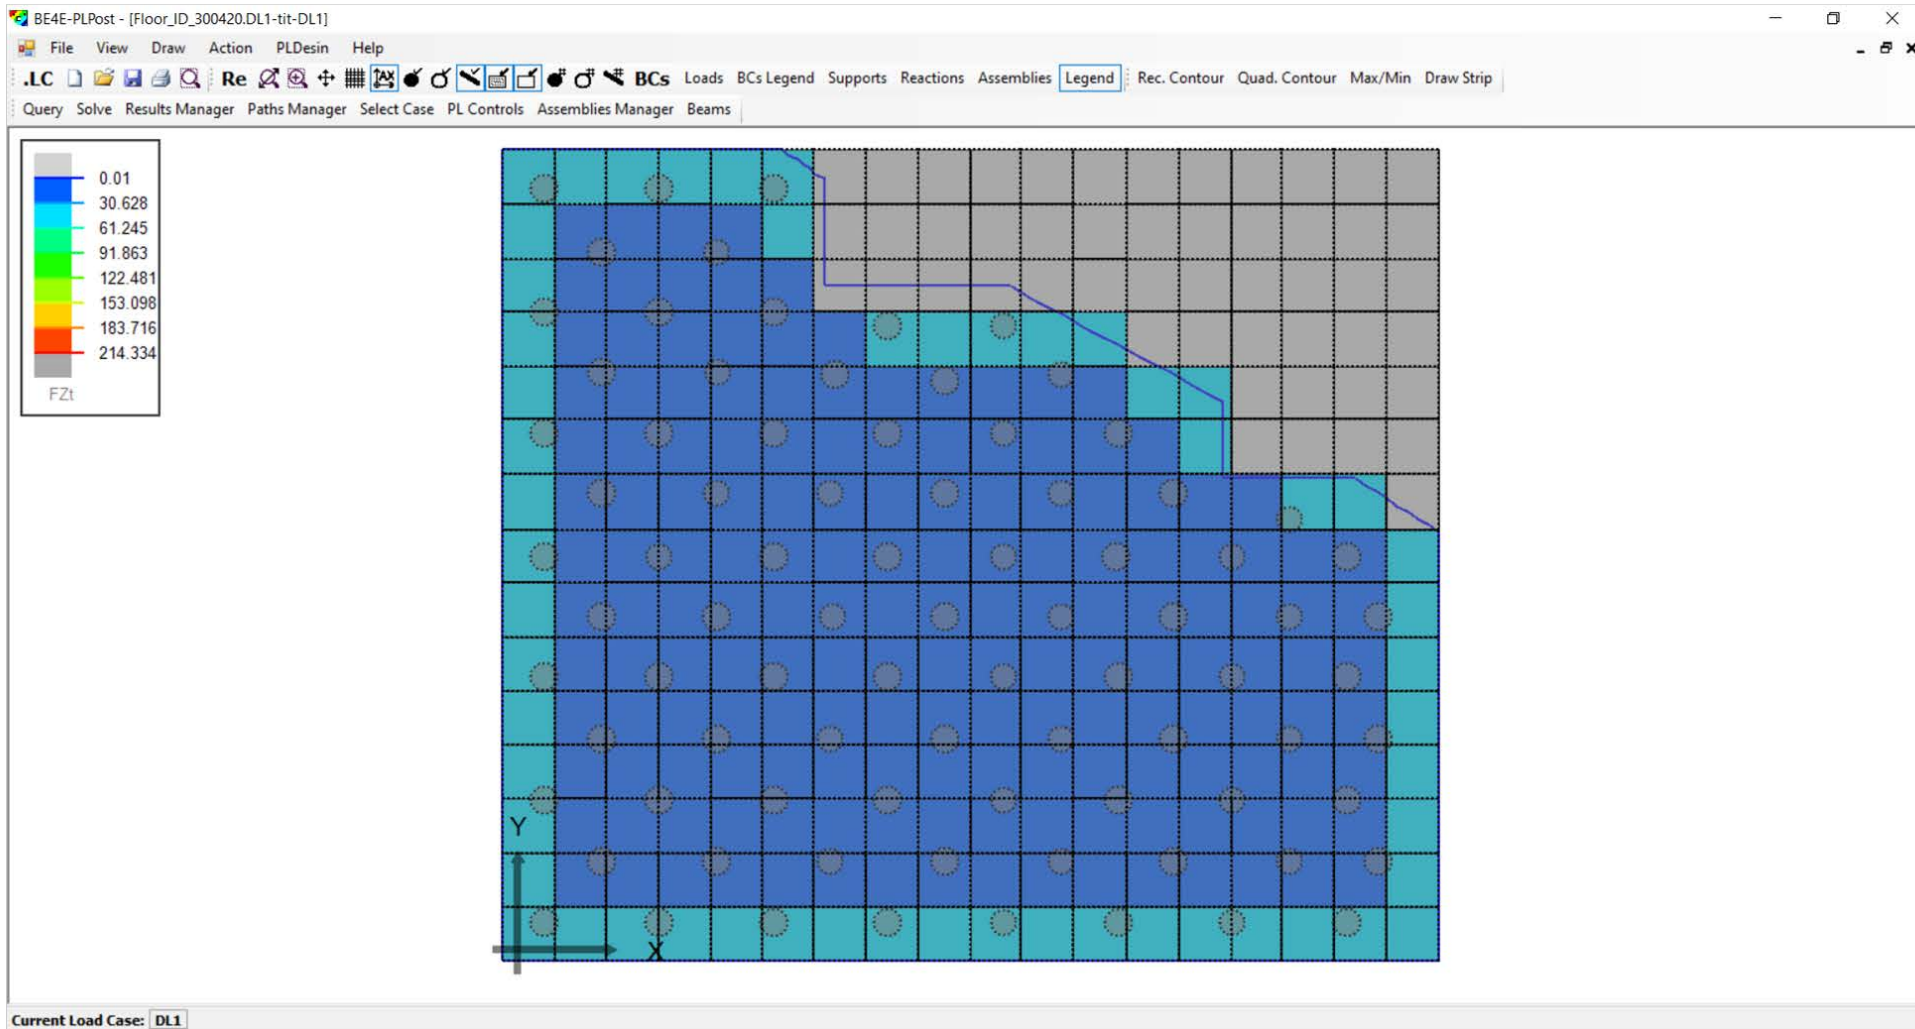 BE4E-PLPost - [Floor_ID_300420.DL1-tit-DL1]
File View Draw Action PLDesin Help
.LC Re BCs Loads BCs Legend Supports Reactions Assemblies Legend Rec. Contour Quad. Contour Max/Min Draw Strip
Query Solve Results Manager Paths Manager Select Case PL Controls Assemblies Manager Beams
0.01
30.628
61.245
91.863
122.481
153.098
183.716
214.334
FZt
Y
X
Current Load Case: DL1